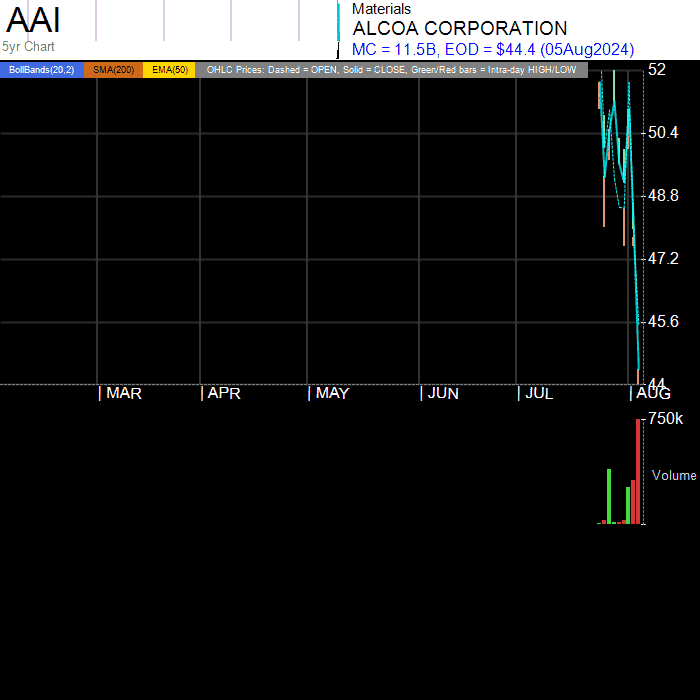 AAI
5yr Chart
Materials
ALCOA CORPORATION
MC = 11.5B, EOD = $44.4 (05Aug2024)
BollBands(20,2) SMA(200) EMA(50) OHLC Prices: Dashed = OPEN, Solid = CLOSE, Green/Red bars = Intra-day HIGH/LOW
52
50.4
48.8
47.2
45.6
44
| MAR | APR | MAY | JUN | JUL | AUG
750k
Volume